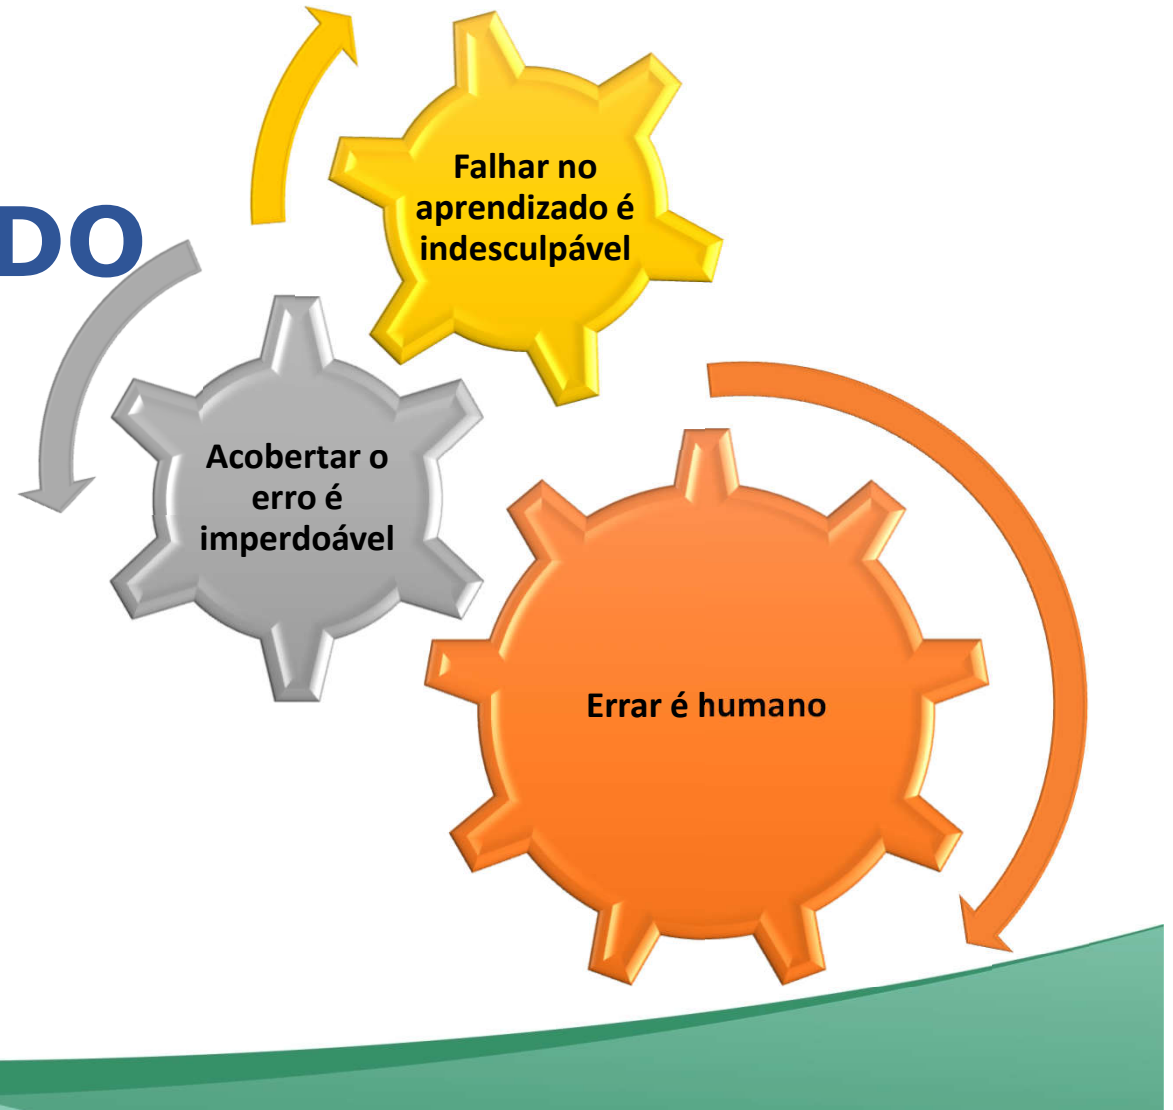 Falhar no
aprendizado é
indesculpável
DO
Acobertar o
erro é
imperdoável
Errar é humano